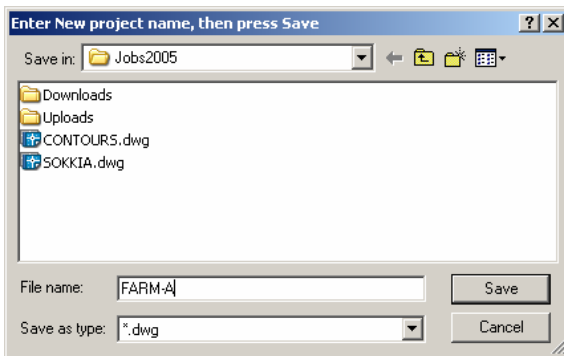 Enter New project name, then press Save
Save in: Jobs2005
Downloads
Uploads
CONTOURS.dwg
SOKKIA.dwg
File name: FARM-A Save
Save as type: *.dwg Cancel